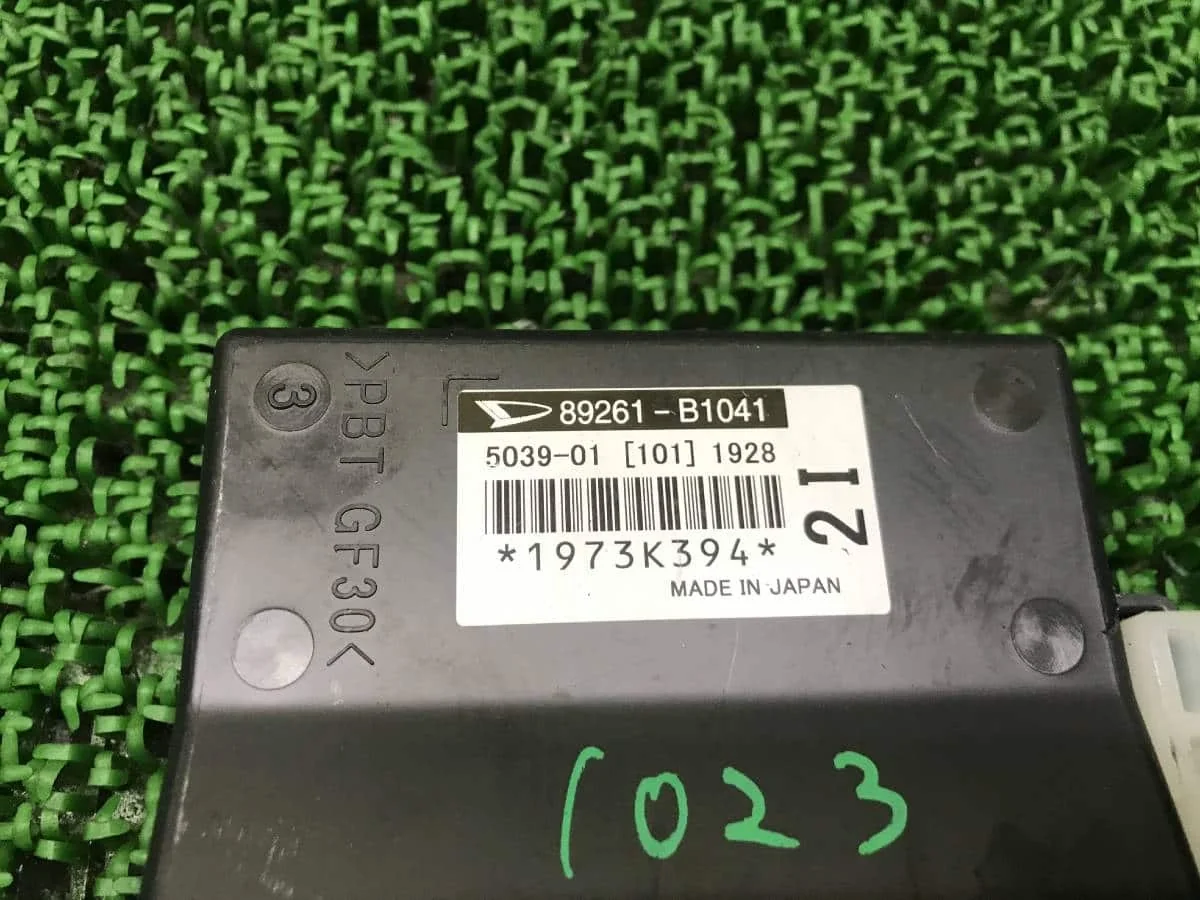 3
>PBT GF30<
89261-B1041
5039-01 [101] 1928
2I
*1973K394*
MADE IN JAPAN
1023